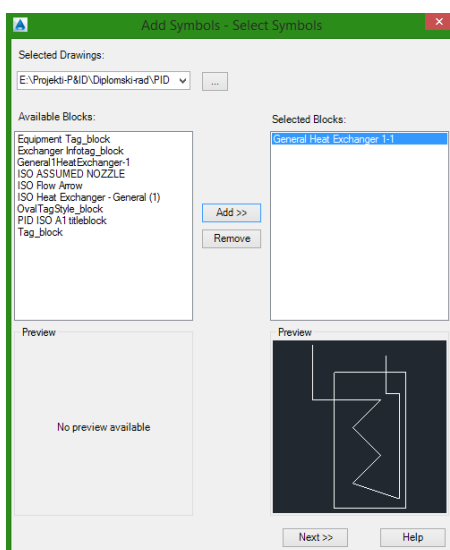 Add Symbols - Select Symbols
Selected Drawings:
E:\Projekti-P&ID\Diplomski-rad\PID
...
Available Blocks:
Equipment Tag_block
Exchanger Infotag_block
General1HeatExchanger-1
ISO ASSUMED NOZZLE
ISO Flow Arrow
ISO Heat Exchanger - General (1)
OvalTagStyle_block
PID ISO A1 titleblock
Tag_block
Add >>
Remove
Selected Blocks:
General Heat Exchanger 1-1
Preview
No preview available
Preview
Next >>
Help